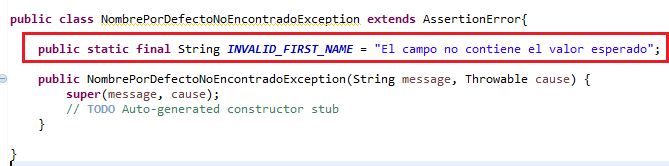 public class NombrePorDefectoNoEncontradoException extends AssertionError{
public static final String INVALID_FIRST_NAME = "El campo no contiene el valor esperado";
public NombrePorDefectoNoEncontradoException(String message, Throwable cause) {
super(message, cause);
// TODO Auto-generated constructor stub
}
}